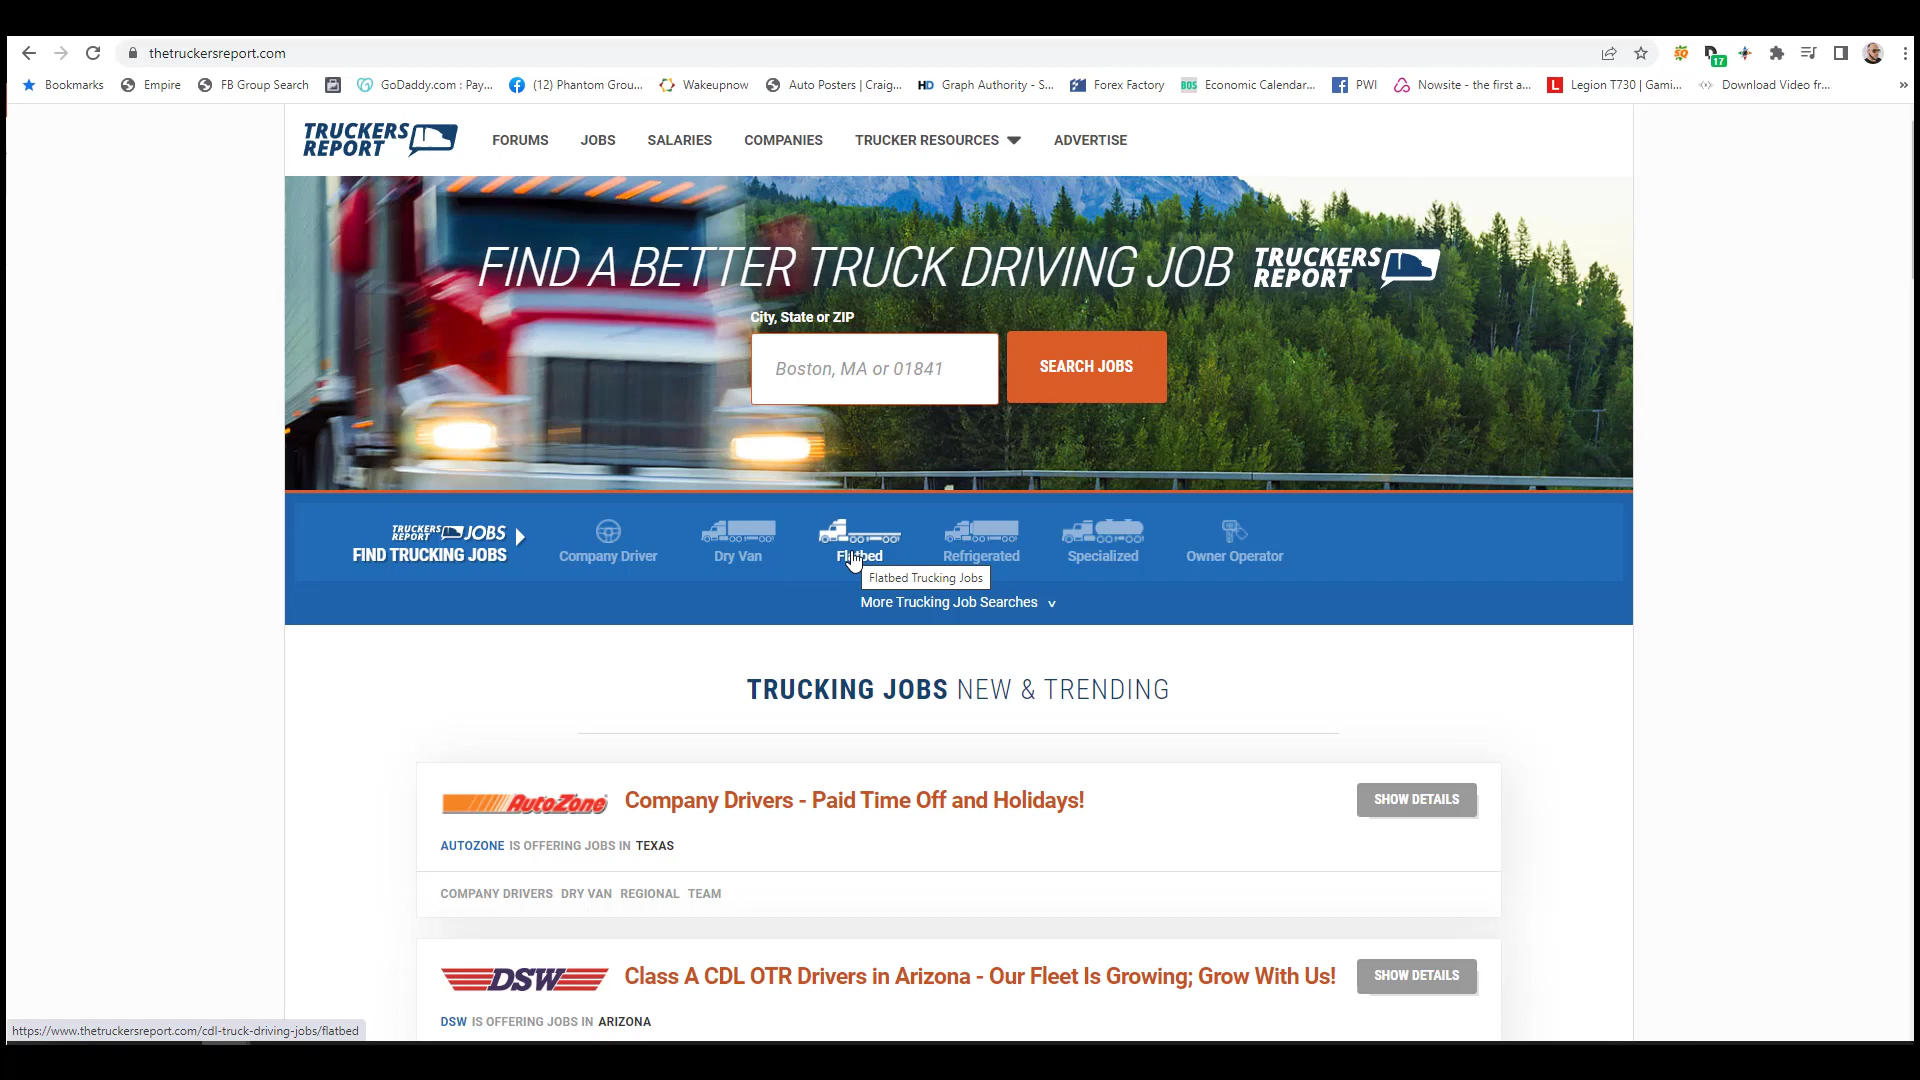 thetruckersreport.com
17
Bookmarks
Empire
FB Group Search
GoDaddy.com : Pay...
(12) Phantom Grou...
Wakeupnow
Auto Posters | Craig...
HD Graph Authority - S...
Forex Factory
BOS Economic Calendar...
PWI
Nowsite - the first a...
L Legion T730 | Gami...
Download Video fr...
»
TRUCKERS
REPORT
FORUMS
JOBS
SALARIES
COMPANIES
TRUCKER RESOURCES
ADVERTISE
FIND A BETTER TRUCK DRIVING JOB
TRUCKERS
REPORT
City, State or ZIP
Boston, MA or 01841
SEARCH JOBS
TRUCKERS
REPORT JOBS
FIND TRUCKING JOBS
Company Driver
Dry Van
Flatbed
Refrigerated
Specialized
Owner Operator
Flatbed Trucking Jobs
More Trucking Job Searches v
TRUCKING JOBS NEW & TRENDING
AutoZone
Company Drivers - Paid Time Off and Holidays!
SHOW DETAILS
AUTOZONE IS OFFERING JOBS IN TEXAS
COMPANY DRIVERS DRY VAN REGIONAL TEAM
DSW
Class A CDL OTR Drivers in Arizona - Our Fleet Is Growing; Grow With Us!
SHOW DETAILS
DSW IS OFFERING JOBS IN ARIZONA
https://www.thetruckersreport.com/cdl-truck-driving-jobs/flatbed